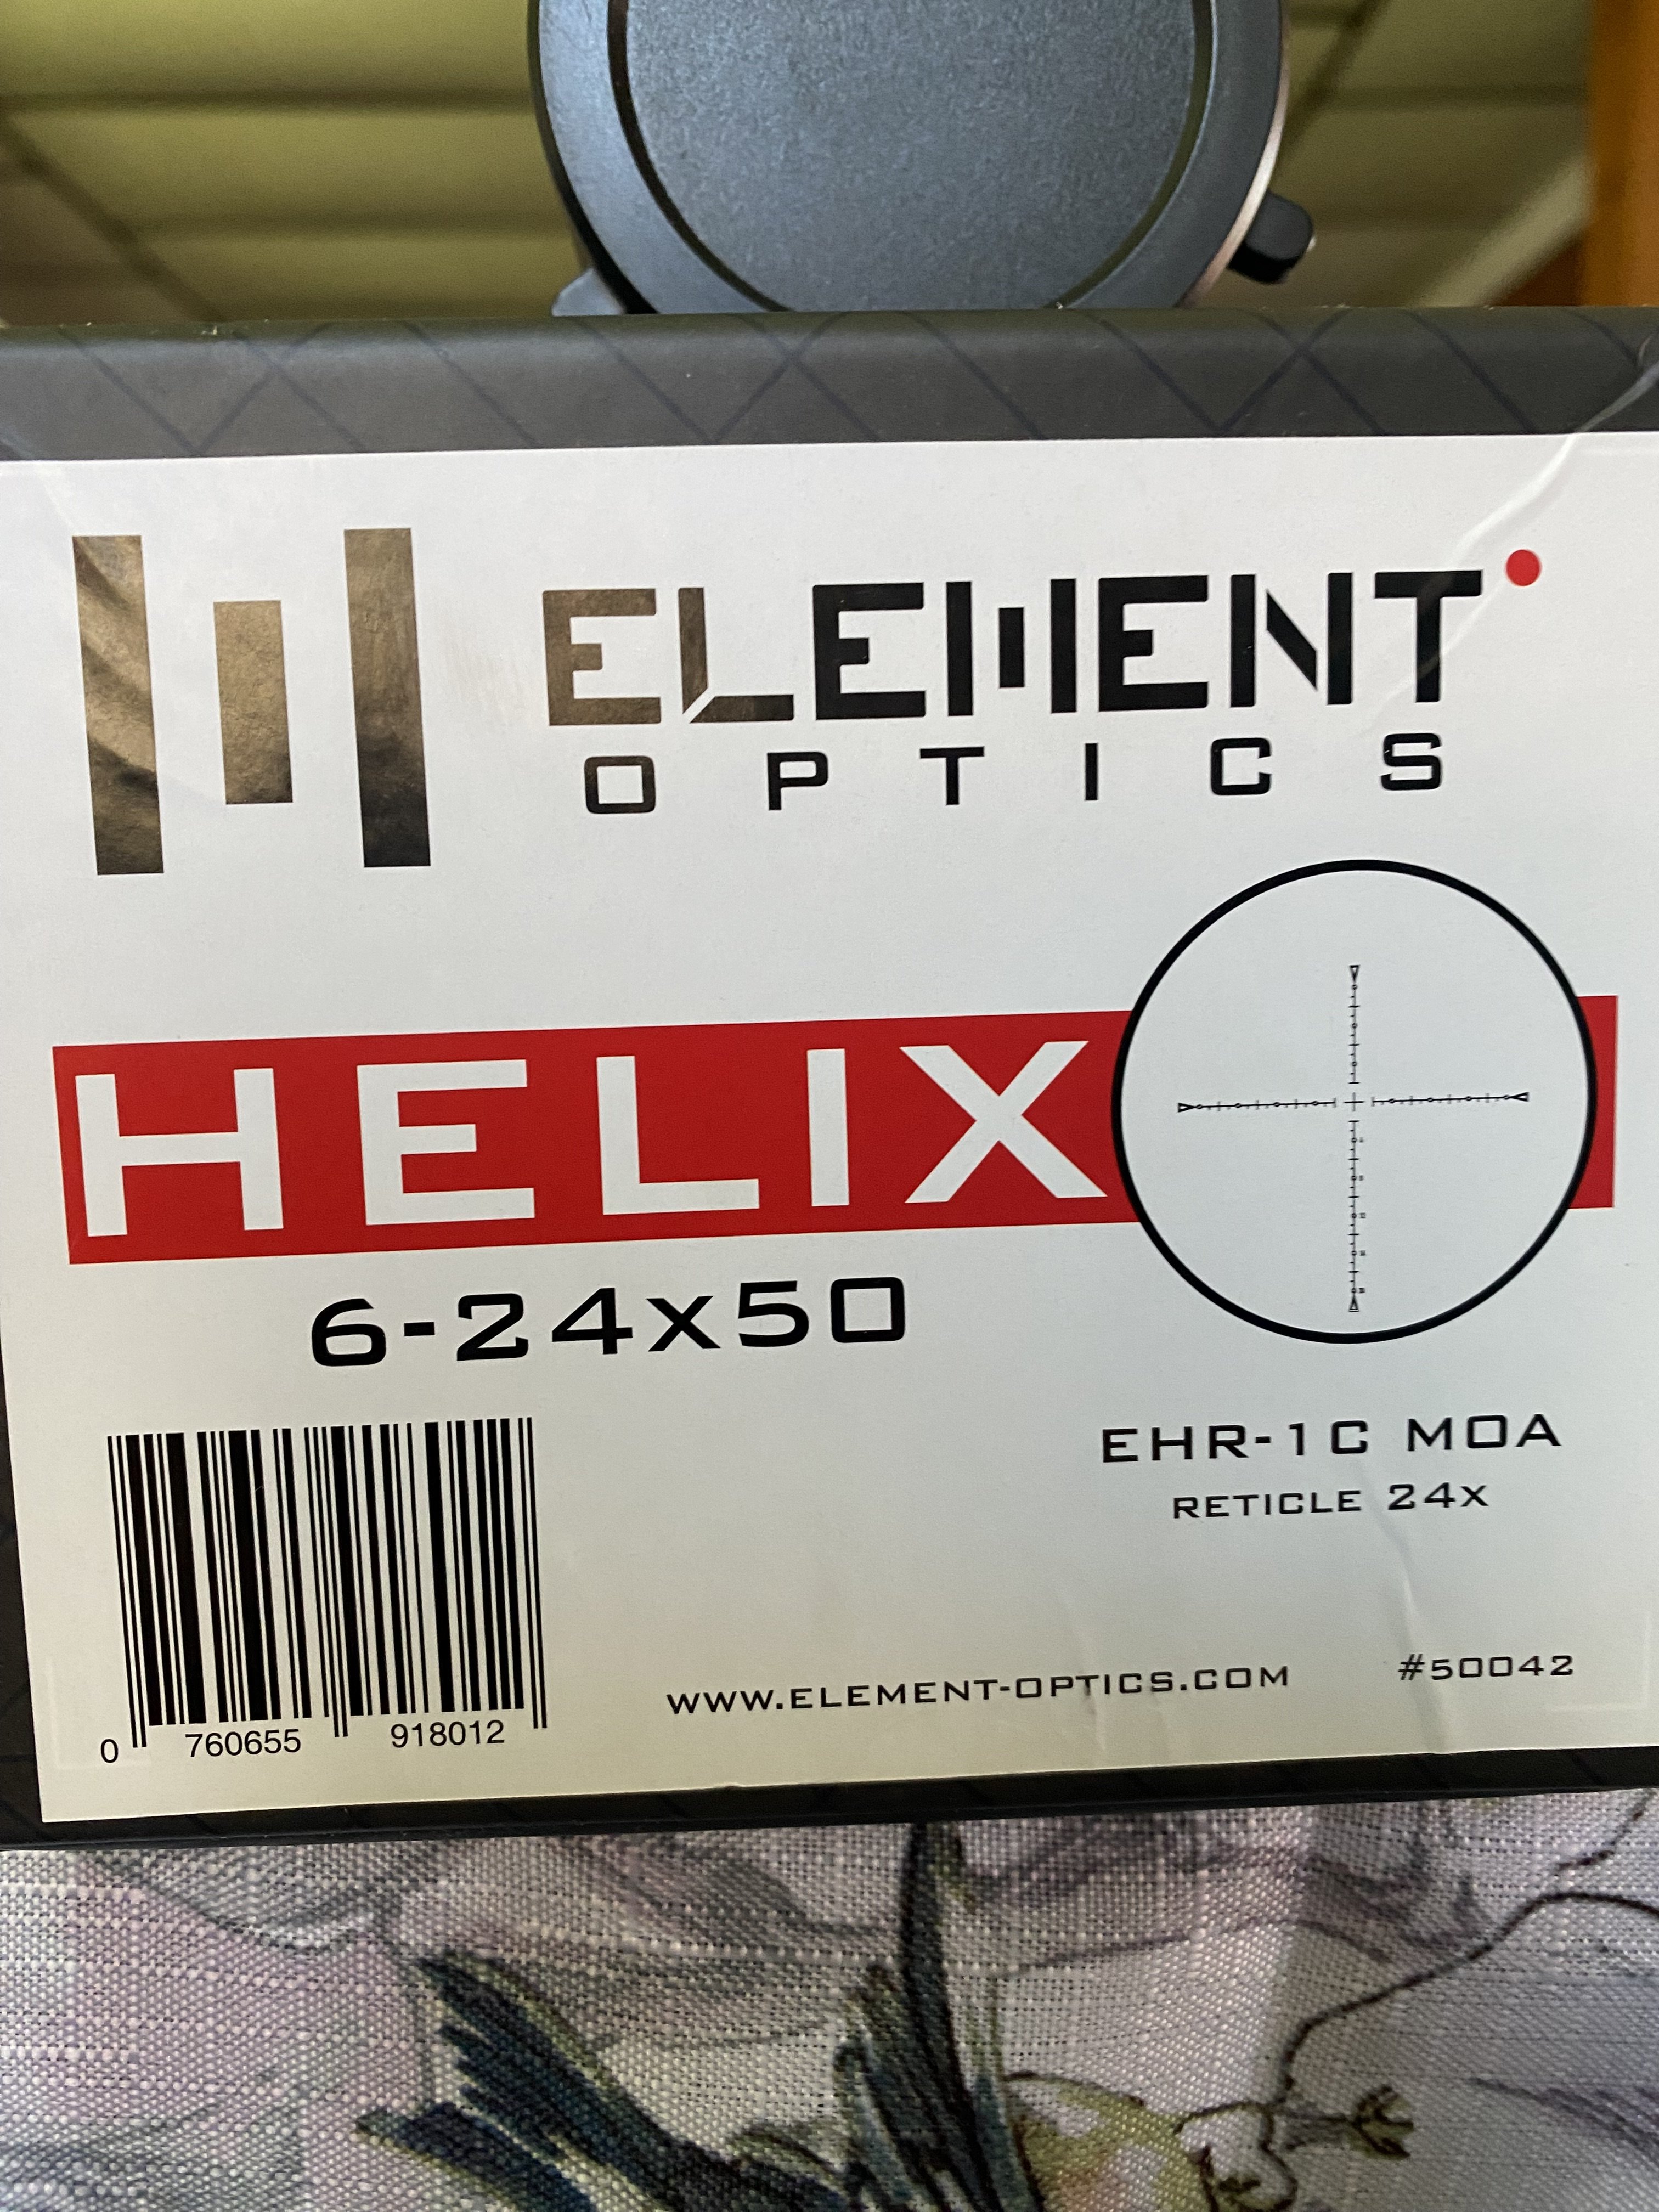 ELEMENT
OPTICS
HELIX
6-24x50
EHR-1C MOA
RETICLE 24X
WWW.ELEMENT-OPTICS.COM #50042
0 760655 918012